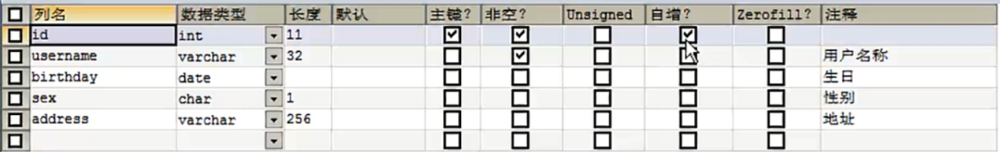 列名 数据类型 长度 默认 主键? 非空? Unsigned 自增? Zerofill? 注释
id int 11
username varchar 32 用户名称
birthday date 生日
sex char 1 性别
address varchar 256 地址